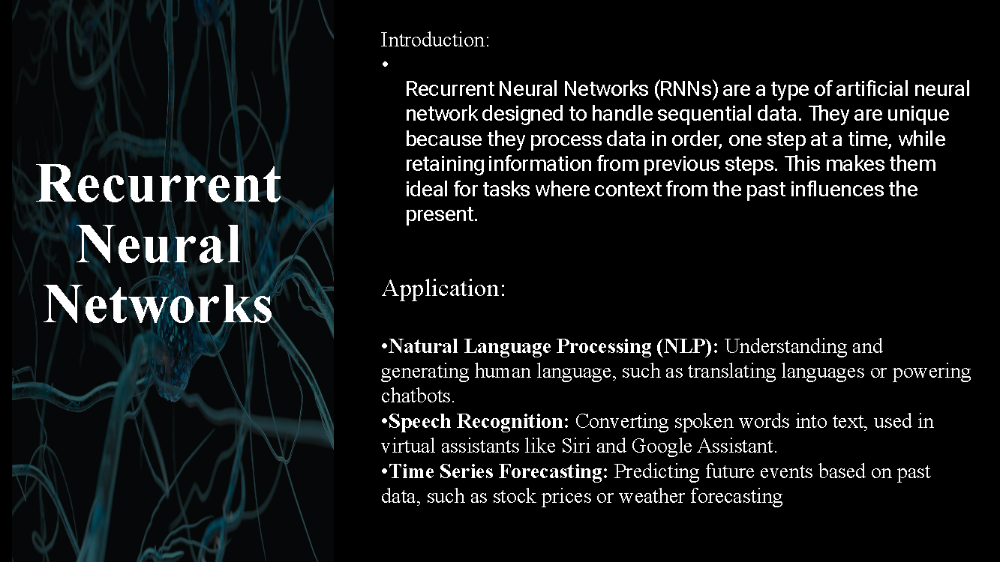 Recurrent
Neural
Networks
Introduction:
•
Recurrent Neural Networks (RNNs) are a type of artificial neural
network designed to handle sequential data. They are unique
because they process data in order, one step at a time, while
retaining information from previous steps. This makes them
ideal for tasks where context from the past influences the
present.
Application:
•Natural Language Processing (NLP): Understanding and
generating human language, such as translating languages or powering
chatbots.
•Speech Recognition: Converting spoken words into text, used in
virtual assistants like Siri and Google Assistant.
•Time Series Forecasting: Predicting future events based on past
data, such as stock prices or weather forecasting